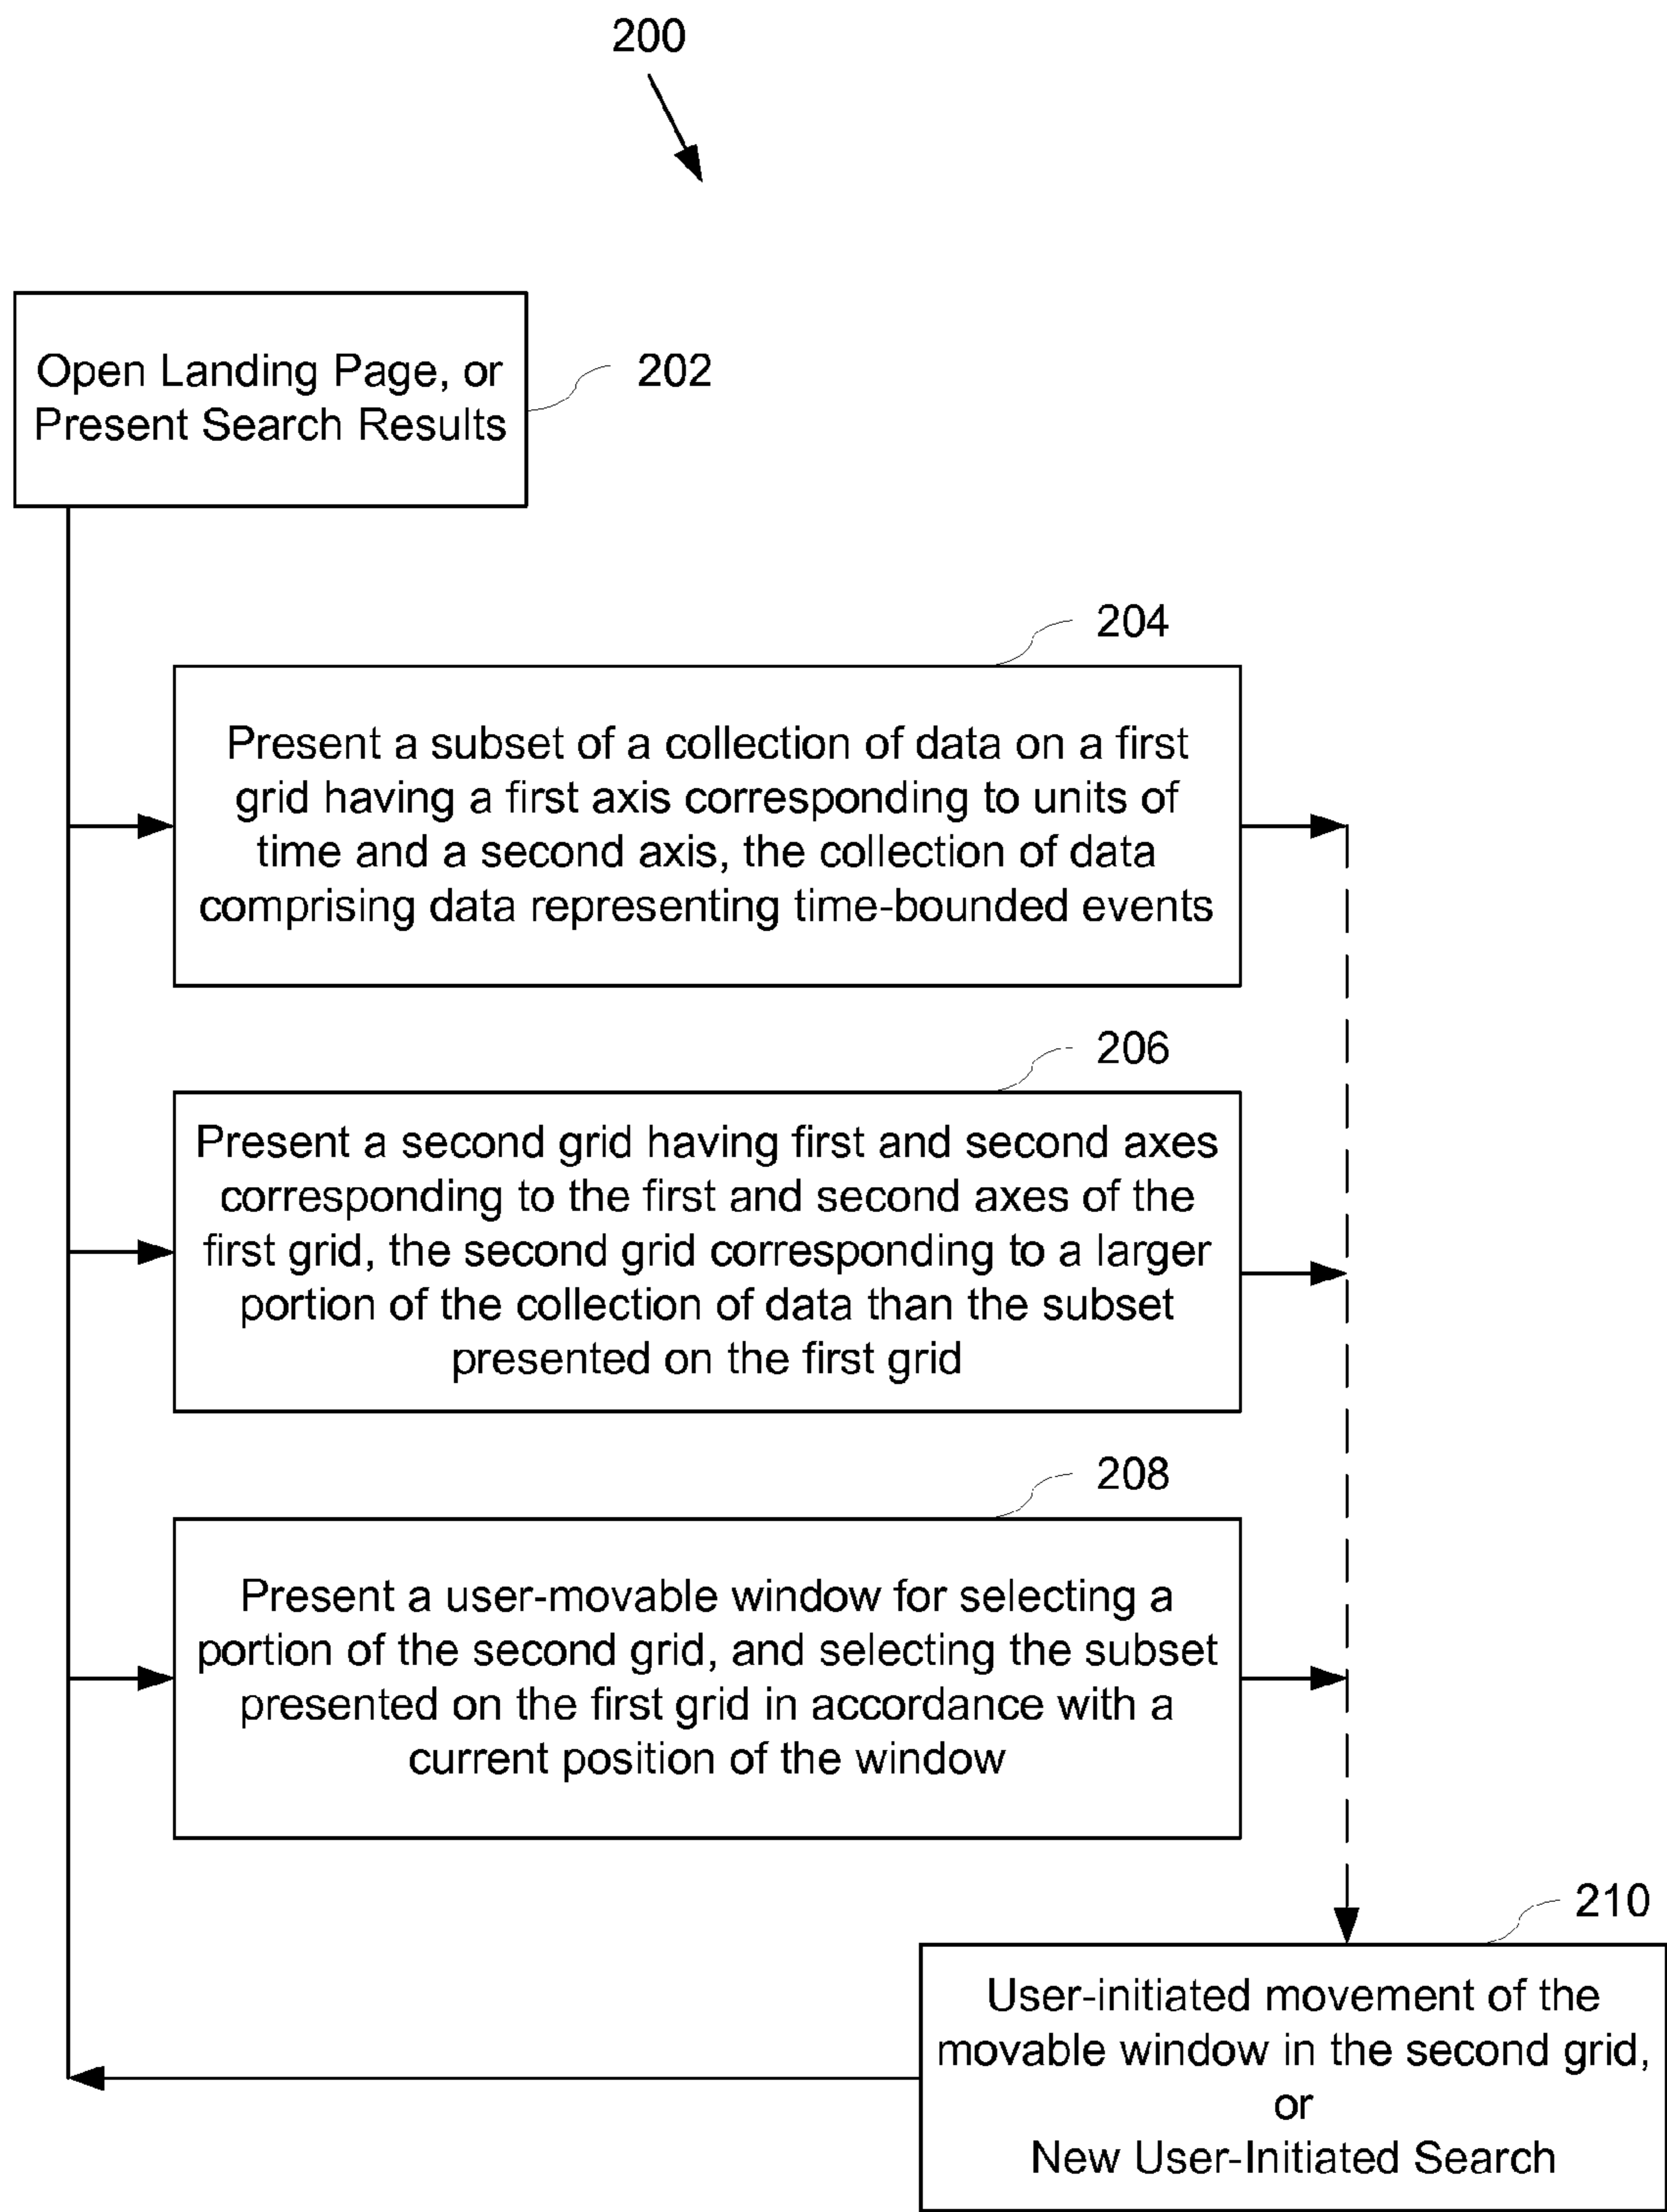 200
Open Landing Page, or
Present Search Results
202
204
Present a subset of a collection of data on a first
grid having a first axis corresponding to units of
time and a second axis, the collection of data
comprising data representing time-bounded events
206
Present a second grid having first and second axes
corresponding to the first and second axes of the
first grid, the second grid corresponding to a larger
portion of the collection of data than the subset
presented on the first grid
208
Present a user-movable window for selecting a
portion of the second grid, and selecting the subset
presented on the first grid in accordance with a
current position of the window
210
User-initiated movement of the
movable window in the second grid,
or
New User-Initiated Search